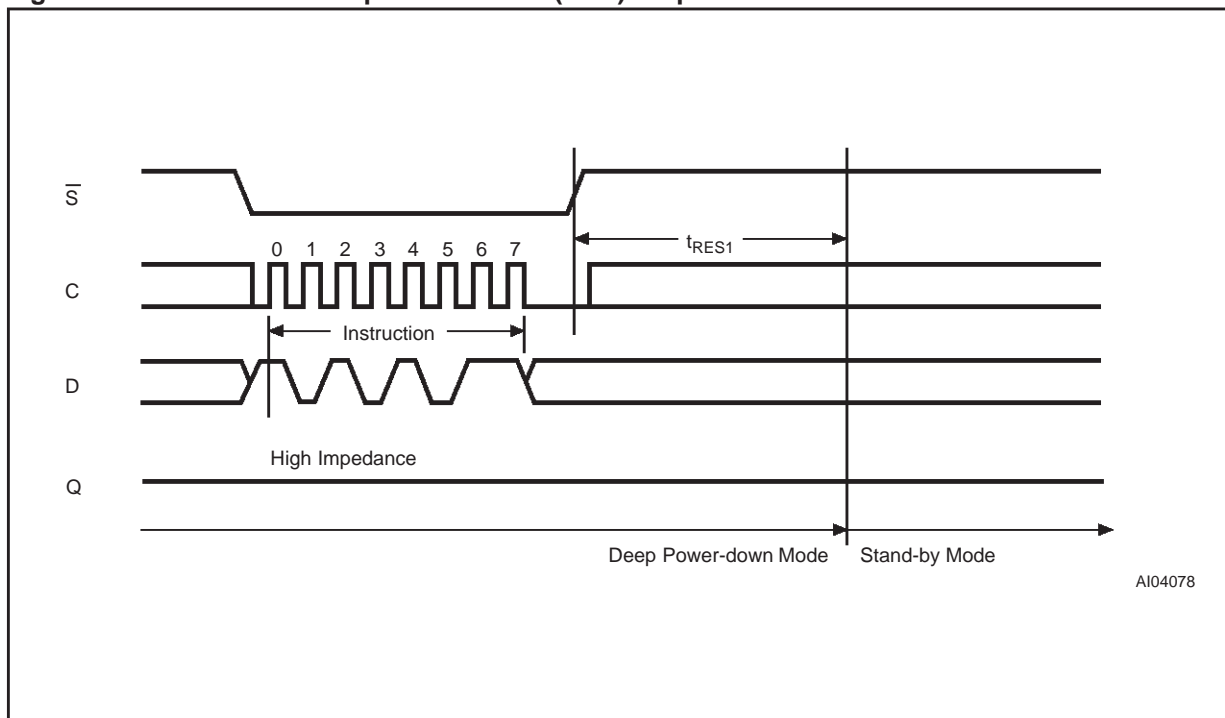 S
0 1 2 3 4 5 6 7
tRES1
C
Instruction
D
High Impedance
Q
Deep Power-down Mode Stand-by Mode
AI04078